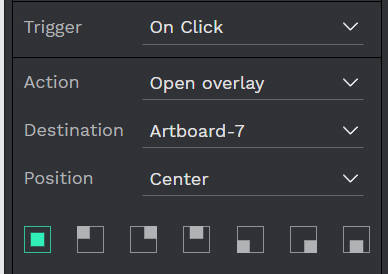 Trigger On Click
Action Open overlay
Destination Artboard-7
Position Center